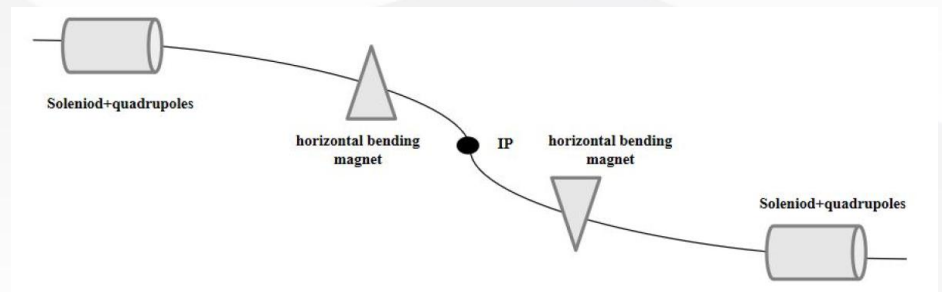 Soleniod+quadrupoles
horizontal bending
magnet
IP
horizontal bending
magnet
Soleniod+quadrupoles